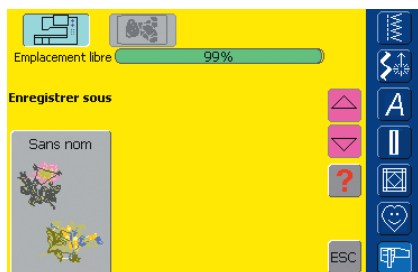 Emplacement libre 99%
Enregistrer sous
Sans nom
?
A
ESC